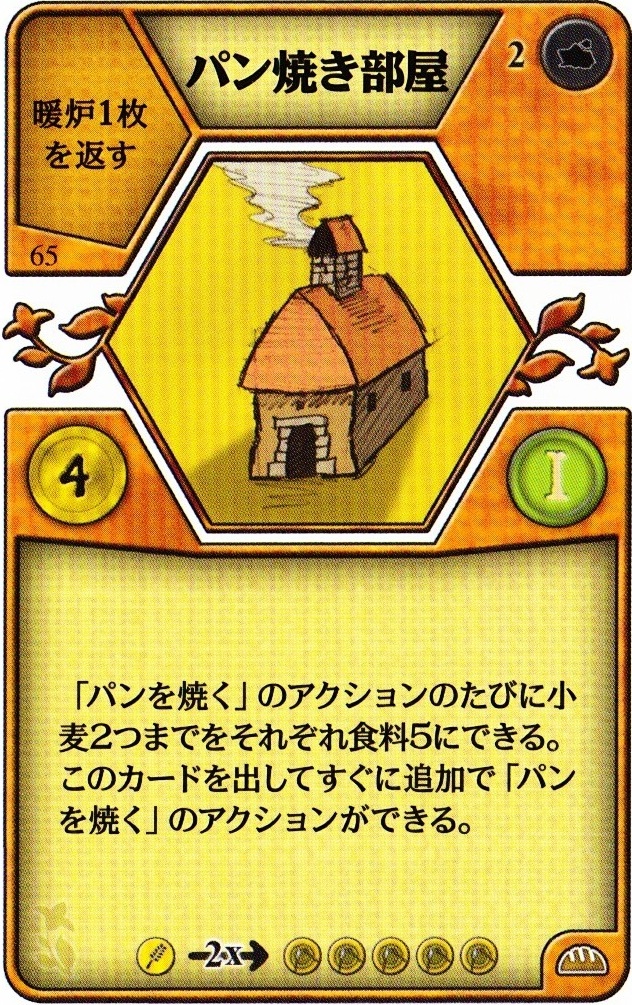 パン焼き部屋
2
暖炉1枚
を返す
65
4
1
「パンを焼く」のアクションのたびに小
麦2つまでをそれぞれ食料5にできる。
このカードを出してすぐに追加で「パン
を焼く」のアクションができる。
2x